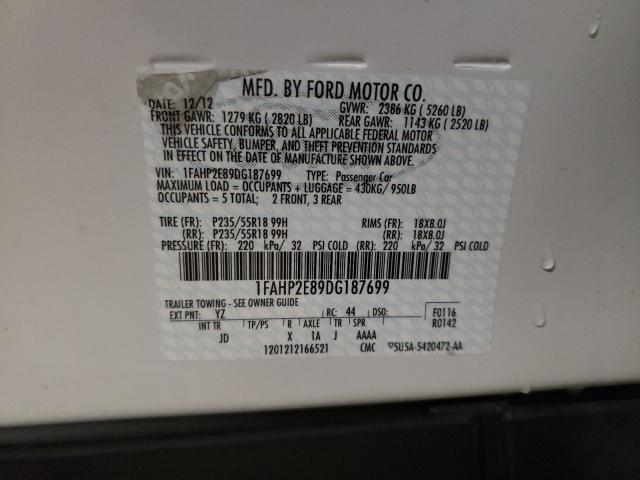 MFD. BY FORD MOTOR CO.
DATE: 12/12 GVWR: 2386 KG ( 5260 LB)
FRONT GAWR: 1279 KG ( 2820 LB) REAR GAWR: 1143 KG ( 2520 LB)
THIS VEHICLE CONFORMS TO ALL APPLICABLE FEDERAL MOTOR
VEHICLE SAFETY, BUMPER, AND THEFT PREVENTION STANDARDS
IN EFFECT ON THE DATE OF MANUFACTURE SHOWN ABOVE.
VIN: 1FAHP2E89DG187699 TYPE: Passenger Car
MAXIMUM LOAD = OCCUPANTS + LUGGAGE = 430KG/ 950LB
OCCUPANTS = 5 TOTAL; 2 FRONT, 3 REAR
TIRE (FR): P235/55R18 99H RIMS (FR): 18X8.0J
(RR): P235/55R18 99H (RR): 18X8.0J
PRESSURE (FR): 220 kPa/ 32 PSI COLD (RR): 220 kPa/ 32 PSI COLD
1FAHP2E89DG187699
TRAILER TOWING - SEE OWNER GUIDE
EXT PNT: YZ RC: 44 DSO: F0116
INT TR TP/PS R AXLE TR SPR R0142
JD X 1A J AAAA
1201212166521 CMC 5U5A-5420472-AA